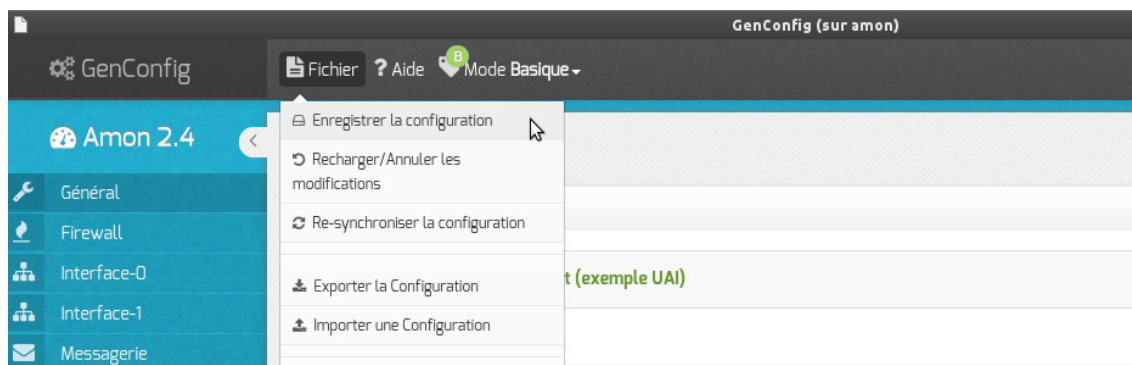 GenConfig (sur amon)
GenConfig
Fichier ? Aide B Mode Basique
Amon 2.4
Enregistrer la configuration
Recharger/Annuler les
modifications
Général
Re-synchroniser la configuration
Firewall
Interface-0
Exporter la Configuration
t (exemple UAI)
Interface-1
Importer une Configuration
Messagerie